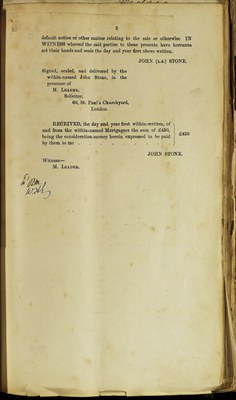 3
default notice or other matter relating to the sale or otherwise IN
WITNESS whereof the said parties to these presents have hereunto
set their hands and seals the day and year first above written.
JOHN (L.S.) STONE.
Signed, sealed, and delivered by the
within-named John Stone, in the
presence of
M. LEADER,
Solicitor,
60, St. Paul's Churchyard,
London.
RECEIVED, the day and year first within-written, of
and from the within-named Mortgagees the sum of £450,
being the consideration-money herein expressed to be paid
by them to me
£450
JOHN STONE.
Witness—
M. LEADER.